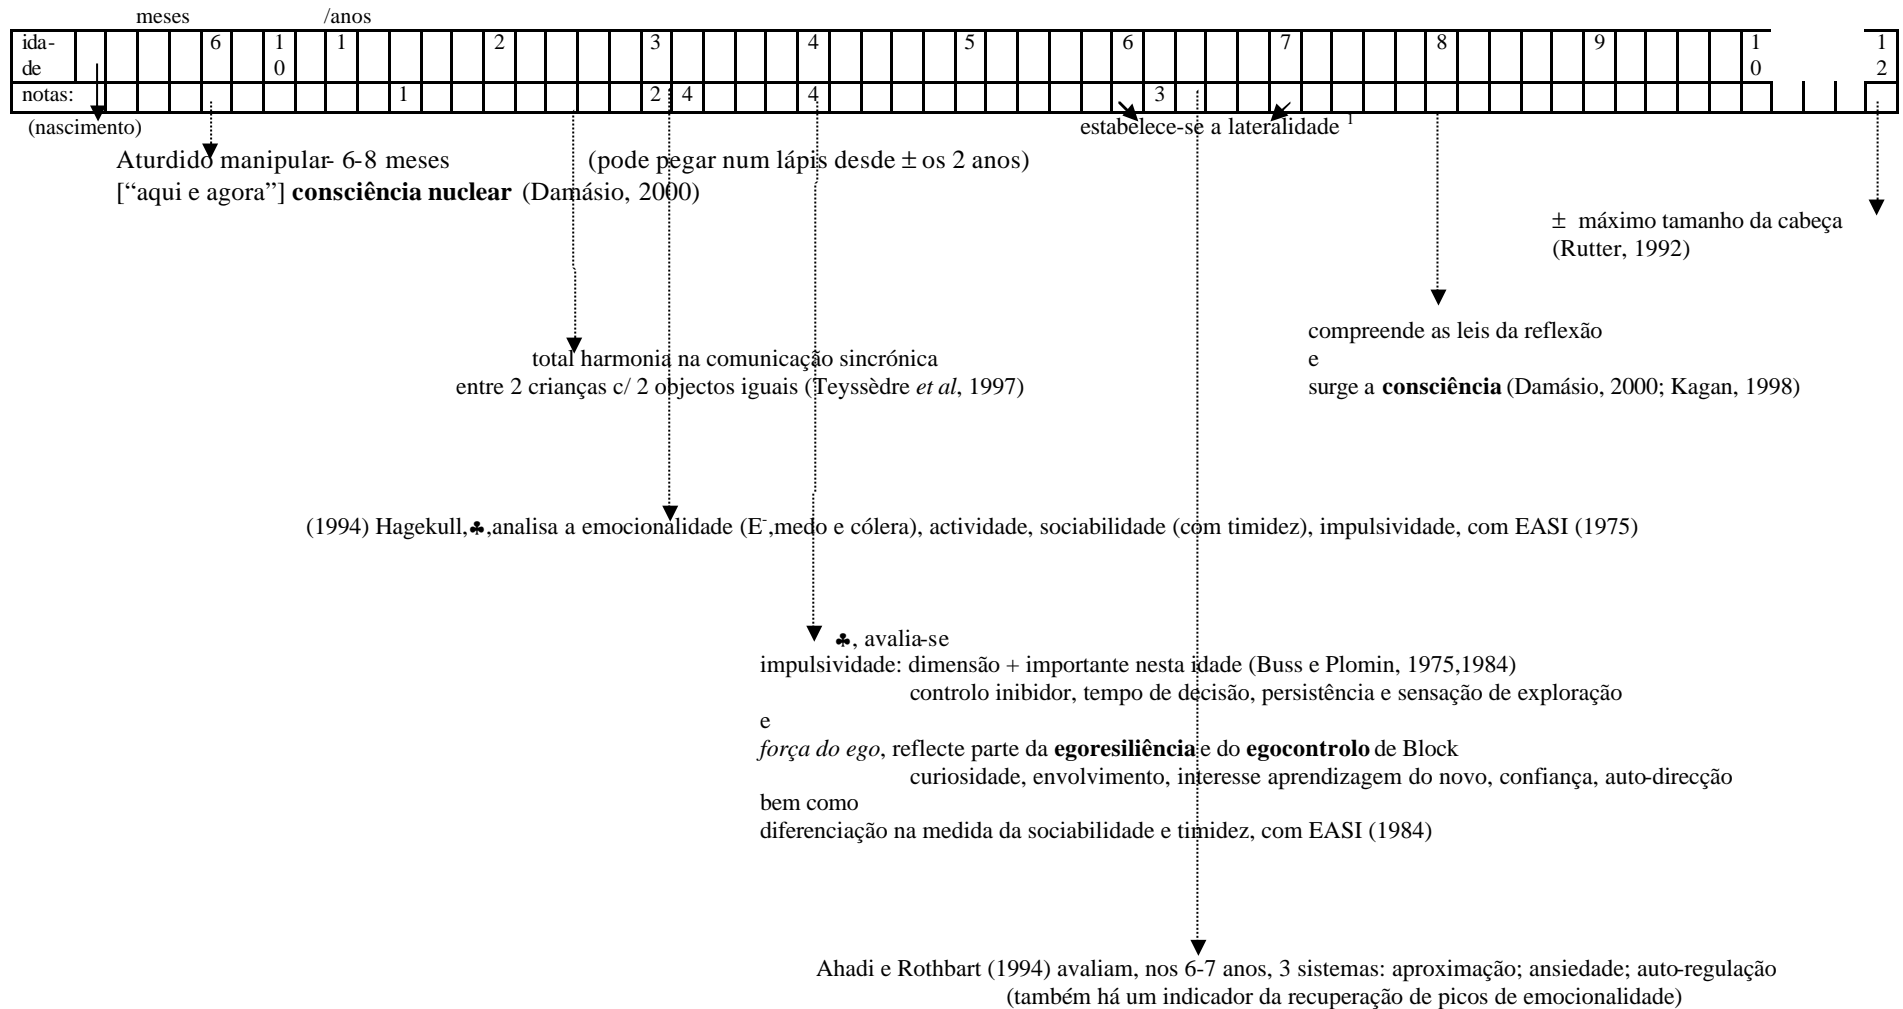 meses /anos
ida- 6 1 1 2 3 4 5 6 7 8 9 1 1
de 0 0 2
notas: 1 2 4 4 3
(nascimento) estabelece-se a lateralidade 1
Aturdido manipular- 6-8 meses (pode pegar num lápis desde ± os 2 anos)
[“aqui e agora”] consciência nuclear (Damásio, 2000)
± máximo tamanho da cabeça
(Rutter, 1992)
compreende as leis da reflexão
e
surge a consciência (Damásio, 2000; Kagan, 1998)
total harmonia na comunicação sincrónica
entre 2 crianças c/ 2 objectos iguais (Teyssèdre et al, 1997)
(1994) Hagekull,♣,analisa a emocionalidade (E-,medo e cólera), actividade, sociabilidade (com timidez), impulsividade, com EASI (1975)
♣, avalia-se
impulsividade: dimensão + importante nesta idade (Buss e Plomin, 1975,1984)
controlo inibidor, tempo de decisão, persistência e sensação de exploração
e
força do ego, reflecte parte da egoresiliência e do egocontrolo de Block
curiosidade, envolvimento, interesse aprendizagem do novo, confiança, auto-direcção
bem como
diferenciação na medida da sociabilidade e timidez, com EASI (1984)
Ahadi e Rothbart (1994) avaliam, nos 6-7 anos, 3 sistemas: aproximação; ansiedade; auto-regulação
(também há um indicador da recuperação de picos de emocionalidade)